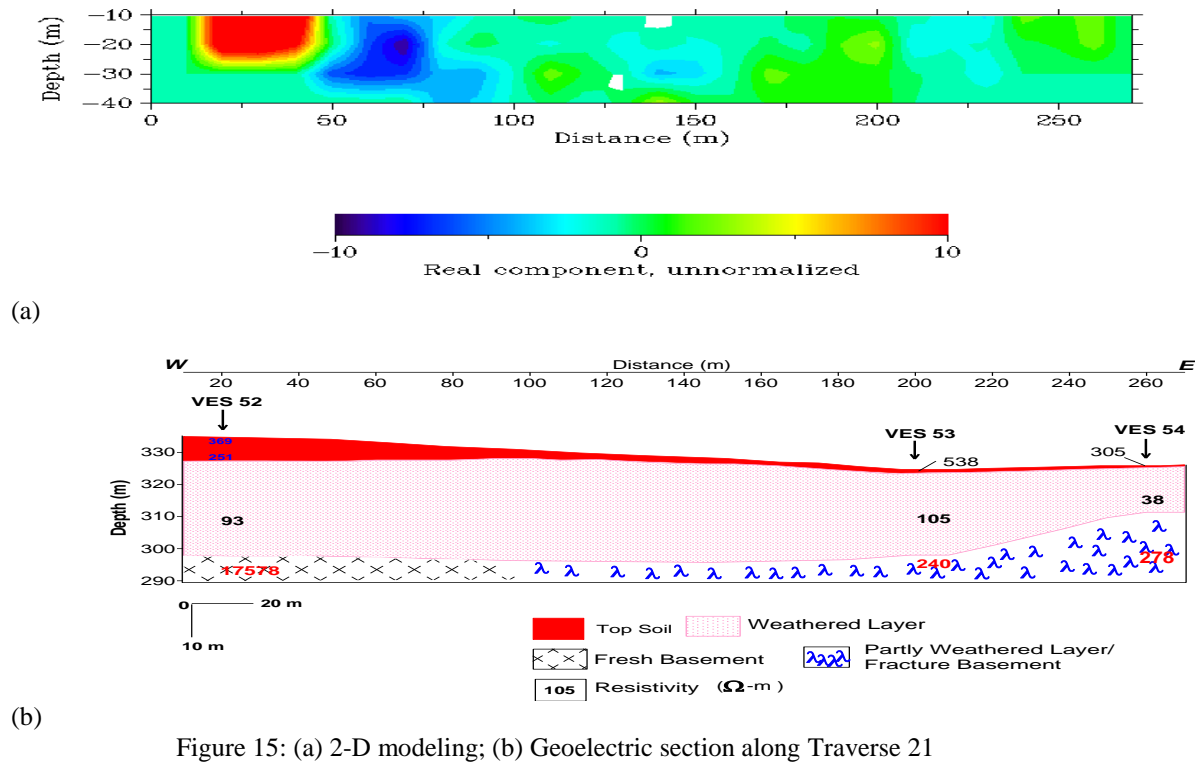 Depth (m)
−10
−20
−30
−40
0 50 100 150 200 250
Distance (m)
−10 0 10
Real component, unnormalized
(a)
W Distance (m) E
20 40 60 80 100 120 140 160 180 200 220 240 260
VES 52 VES 53 VES 54
Depth (m)
330
320
310
300
290
369
251
538
305
93
105
38
17578
240
278
0 20 m
10 m
Top Soil Weathered Layer
Fresh Basement Partly Weathered Layer/
Fracture Basement
105 Resistivity (Ω-m)
(b)
Figure 15: (a) 2-D modeling; (b) Geoelectric section along Traverse 21